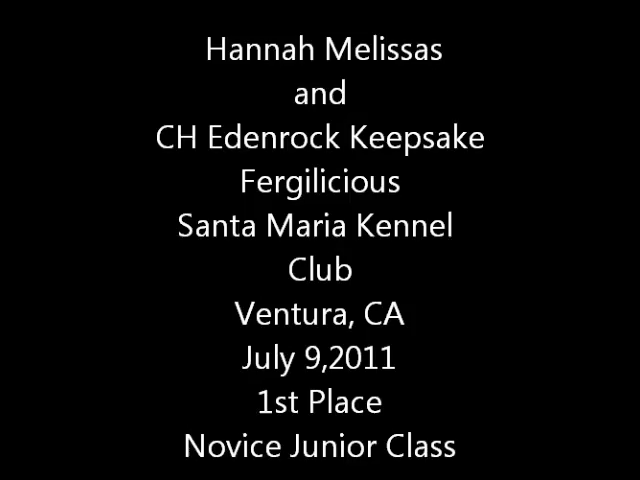 Hannah Melissas
and
CH Edenrock Keepsake
Fergilicious
Santa Maria Kennel
Club
Ventura, CA
July 9,2011
1st Place
Novice Junior Class